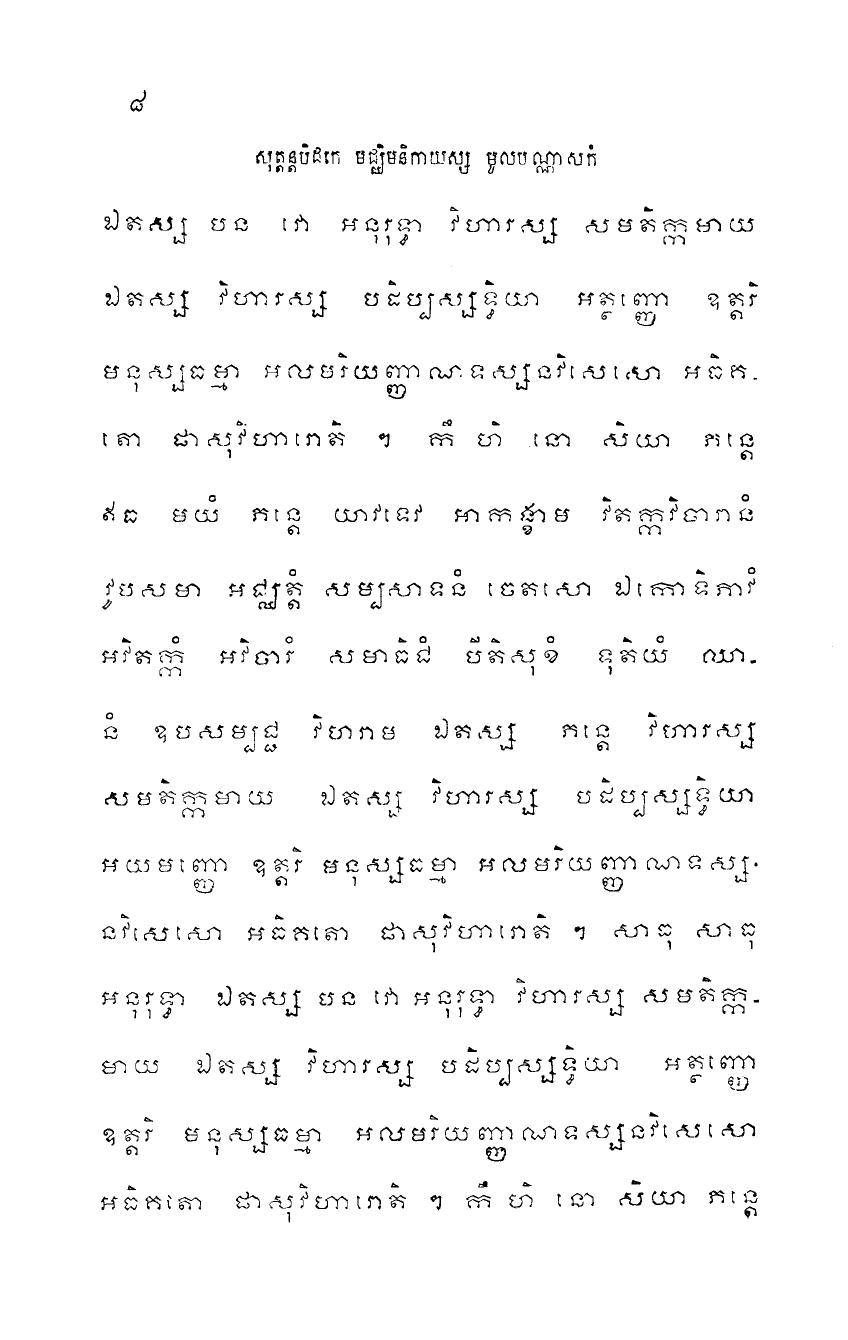 ៨
សុត្តន្តបិដកេ មជ្ឈិមនិកាយស្ស មូលបណ្ណាសកំ
ឯតស្ស បន វោ អនុរុទ្ធា វិហារស្ស សមតិក្កមាយ
ឯតស្ស វិហារស្ស បដិប្បស្សទ្ធិយា អត្ថញ្ញោ ឧត្តរិ
មនុស្សធម្មា អលមរិយញ្ញាណទស្សនវិសេសោ អធិគ-
តោ ផាសុវិហារោតិ ។ កឹ ហិ នោ សិយា ភន្តេ
ឥធ មយំ ភន្តេ យាវទេវ អាកង្ខាម វិតក្កវិចារានំ
វូបសមា អជ្ឈត្តំ សម្បសាទនំ ចេតសោ ឯកោទិភាវំ
អវិតក្កំ អវិចារំ សមាធិជំ បីតិសុខំ ទុតិយំ ឈា-
នំ ឧបសម្បជ្ជ វិហរាម ឯតស្ស ភន្តេ វិហារស្ស
សមតិក្កមាយ ឯតស្ស វិហារស្ស បដិប្បស្សទ្ធិយា
អយមញ្ញោ ឧត្តរិ មនុស្សធម្មា អលមរិយញ្ញាណទស្ស-
នវិសេសោ អធិគតោ ផាសុវិហារោតិ ។ សាធុ សាធុ
អនុរុទ្ធា ឯតស្ស បន វោ អនុរុទ្ធា វិហារស្ស សមតិក្ក-
មាយ ឯតស្ស វិហារស្ស បដិប្បស្សទ្ធិយា អត្ថញ្ញោ
ឧត្តរិ មនុស្សធម្មា អលមរិយញ្ញាណទស្សនវិសេសោ
អធិគតោ ផាសុវិហារោតិ ។ កឹ ហិ នោ សិយា ភន្តេ